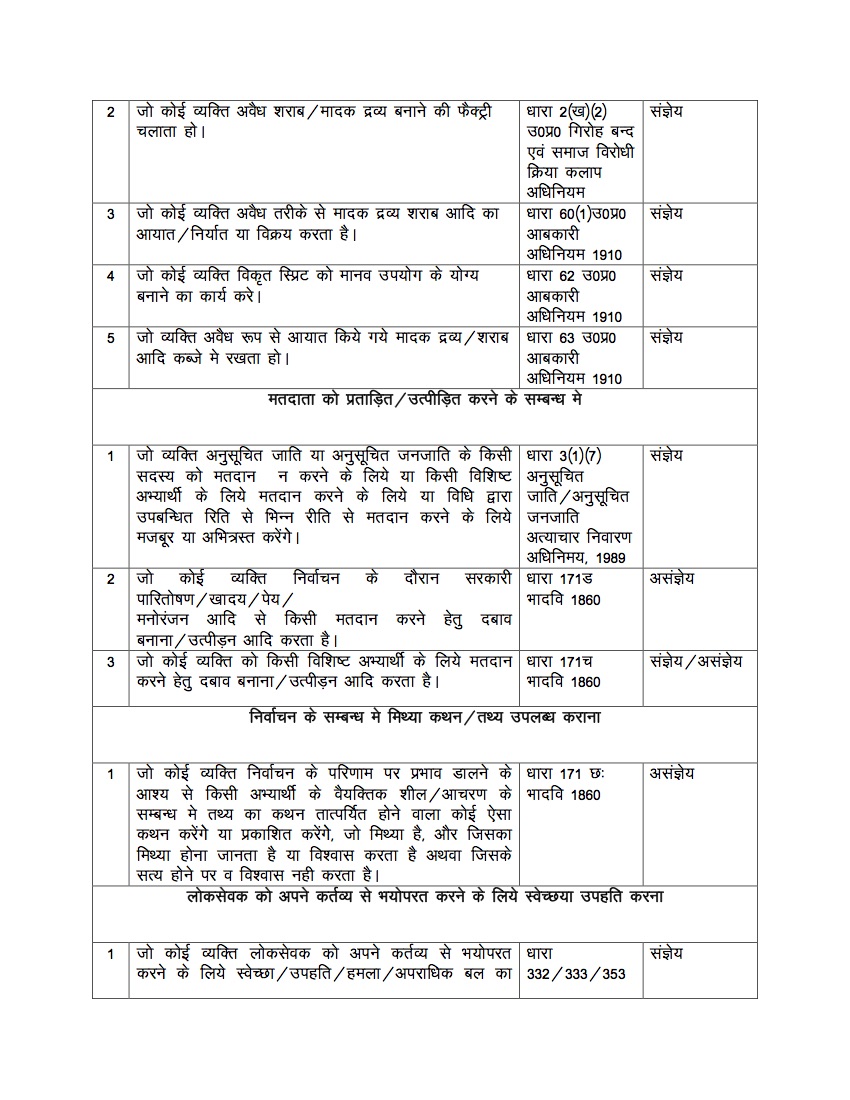 2 जो कोई व्यक्ति अवैध शराब/मादक द्रव्य बनाने की फैक्ट्री धारा 2(ख)(2) संज्ञेय
चलाता हो। उ0प्र0 गिरोह बन्द
एवं समाज विरोधी
क्रिया कलाप
अधिनियम
3 जो कोई व्यक्ति अवैध तरीके से मादक द्रव्य शराब आदि का धारा 60(1)उ0प्र0 संज्ञेय
आयात/निर्यात या विक्रय करता है। आबकारी
अधिनियम 1910
4 जो कोई व्यक्ति विकृत स्प्रिट को मानव उपयोग के योग्य धारा 62 उ0प्र0 संज्ञेय
बनाने का कार्य करे। आबकारी
अधिनियम 1910
5 जो व्यक्ति अवैध रूप से आयात किये गये मादक द्रव्य/शराब धारा 63 उ0प्र0 संज्ञेय
आदि कब्जे मे रखता हो। आबकारी
अधिनियम 1910
मतदाता को प्रताड़ित/उत्पीड़ित करने के सम्बन्ध मे
1 जो व्यक्ति अनुसूचित जाति या अनुसूचित जनजाति के किसी धारा 3(1)(7) संज्ञेय
सदस्य को मतदान न करने के लिये या किसी विशिष्ट अनुसूचित
अभ्यार्थी के लिये मतदान करने के लिये या विधि द्वारा जाति/अनुसूचित
उपबन्धित रिति से भिन्न रीति से मतदान करने के लिये जनजाति
मजबूर या अभित्रस्त करेंगे। अत्याचार निवारण
अधिनिमय, 1989
2 जो कोई व्यक्ति निर्वाचन के दौरान सरकारी धारा 171ड असंज्ञेय
पारितोषण/खादय/पेय/ भादवि 1860
मनोरंजन आदि से किसी मतदान करने हेतु दबाव
बनाना/उत्पीड़न आदि करता है।
3 जो कोई व्यक्ति को किसी विशिष्ट अभ्यार्थी के लिये मतदान धारा 171च संज्ञेय/असंज्ञेय
करने हेतु दबाव बनाना/उत्पीड़न आदि करता है। भादवि 1860
निर्वाचन के सम्बन्ध मे मिथ्या कथन/तथ्य उपलब्ध कराना
1 जो कोई व्यक्ति निर्वाचन के परिणाम पर प्रभाव डालने के धारा 171 छः असंज्ञेय
आश्य से किसी अभ्यार्थी के वैयक्तिक शील/आचरण के भादवि 1860
सम्बन्ध मे तथ्य का कथन तात्पर्यित होने वाला कोई ऐसा
कथन करेंगे या प्रकाशित करेंगे, जो मिथ्या है, और जिसका
मिथ्या होना जानता है या विश्वास करता है अथवा जिसके
सत्य होने पर व विश्वास नही करता है।
लोकसेवक को अपने कर्तव्य से भयोपरत करने के लिये स्वेच्छया उपहति करना
1 जो कोई व्यक्ति लोकसेवक को अपने कर्तव्य से भयोपरत धारा संज्ञेय
करने के लिये स्वेच्छा/उपहति/हमला/अपराधिक बल का 332/333/353